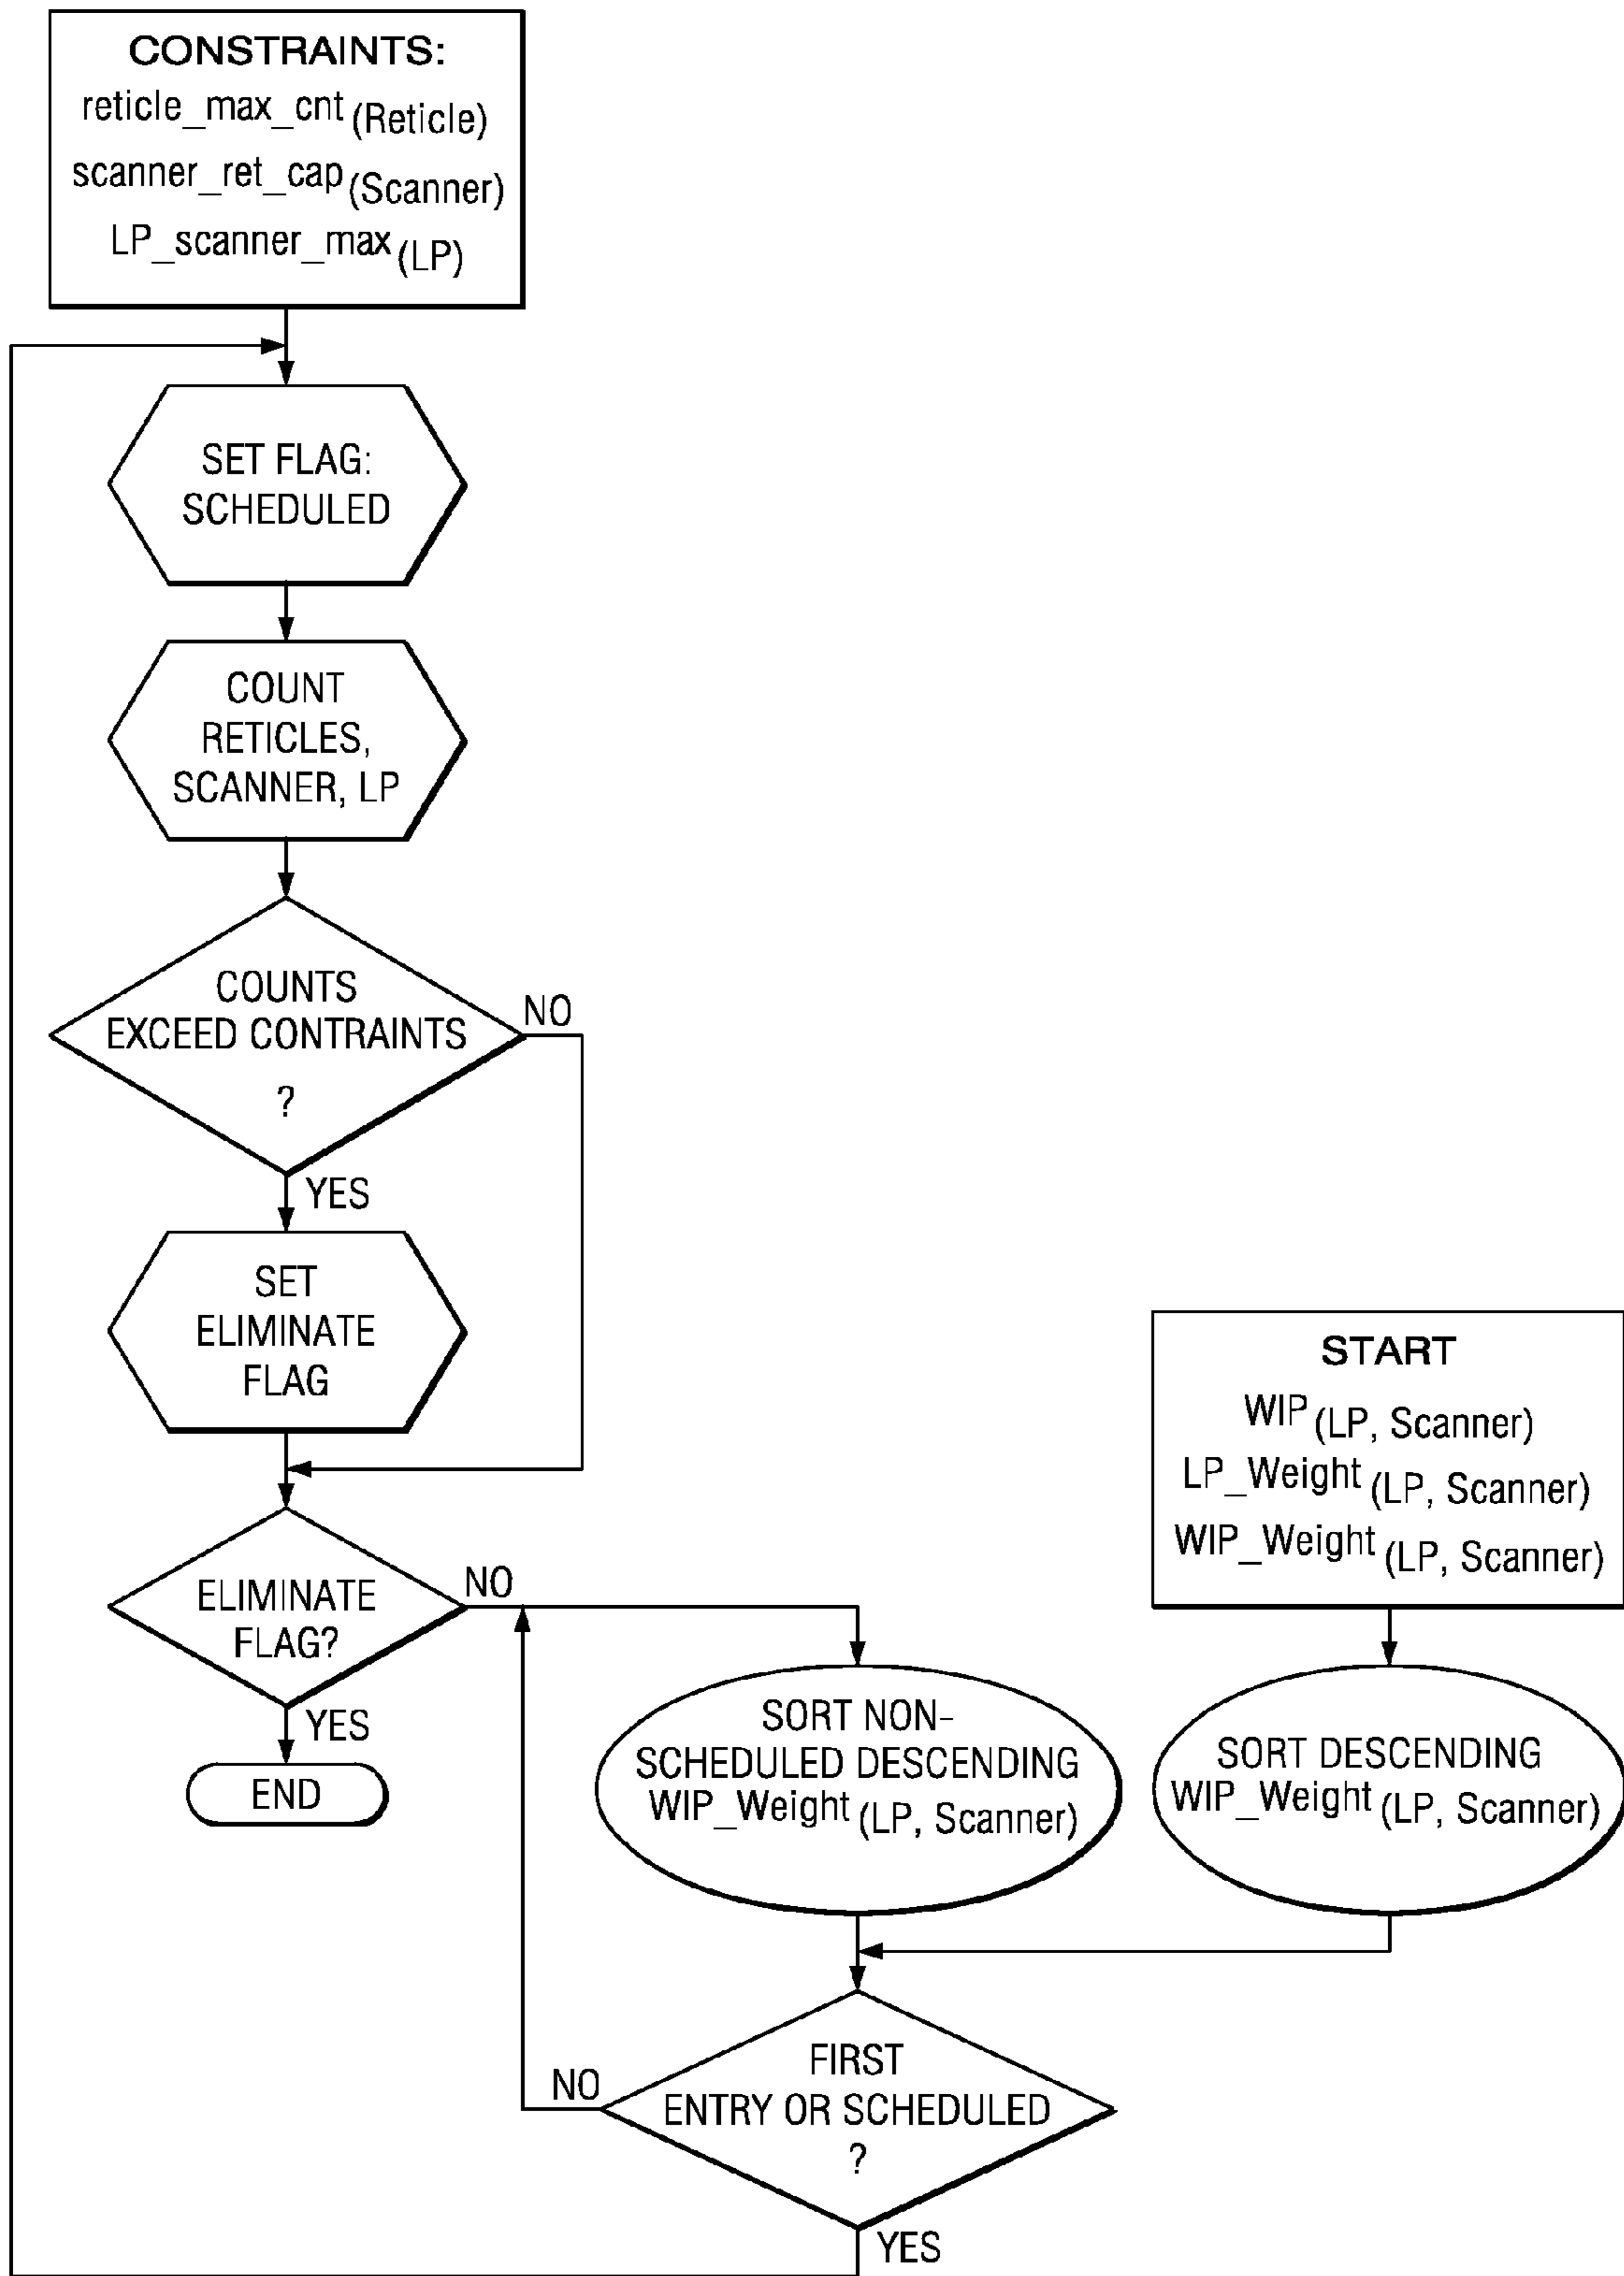 CONSTRAINTS:
reticle_max_cnt (Reticle)
scanner_ret_cap (Scanner)
LP_scanner_max (LP)
SET FLAG:
SCHEDULED
COUNT
RETICLES,
SCANNER, LP
COUNTS
EXCEED CONTRAINTS
?
NO
YES
SET
ELIMINATE
FLAG
ELIMINATE
FLAG?
NO
YES
END
START
WIP (LP, Scanner)
LP_Weight (LP, Scanner)
WIP_Weight (LP, Scanner)
SORT NON-
SCHEDULED DESCENDING
WIP_Weight (LP, Scanner)
SORT DESCENDING
WIP_Weight (LP, Scanner)
FIRST
ENTRY OR SCHEDULED
?
NO
YES